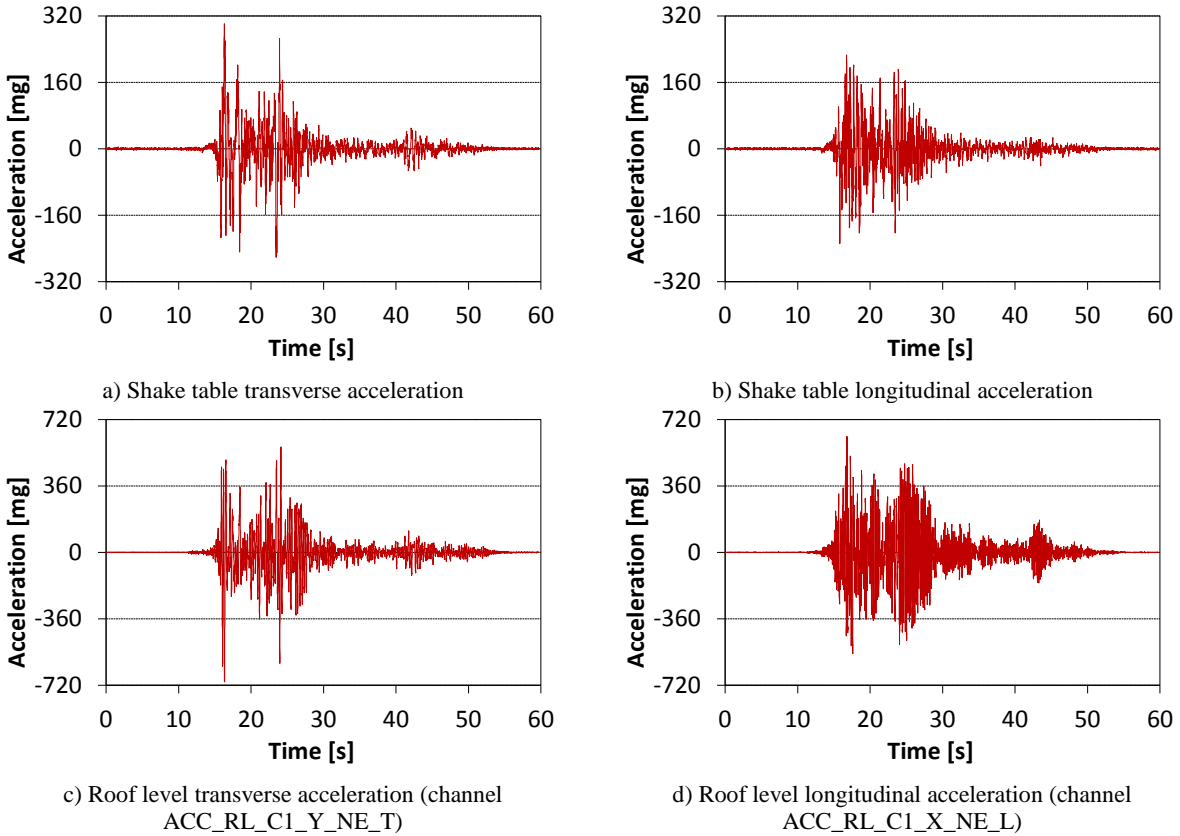 320
160
0
-160
-320
Acceleration [mg]
0 10 20 30 40 50 60
Time [s]
a) Shake table transverse acceleration
320
160
0
-160
-320
Acceleration [mg]
0 10 20 30 40 50 60
Time [s]
b) Shake table longitudinal acceleration
720
360
0
-360
-720
Acceleration [mg]
0 10 20 30 40 50 60
Time [s]
c) Roof level transverse acceleration (channel
ACC_RL_C1_Y_NE_T)
720
360
0
-360
-720
Acceleration [mg]
0 10 20 30 40 50 60
Time [s]
d) Roof level longitudinal acceleration (channel
ACC_RL_C1_X_NE_L)